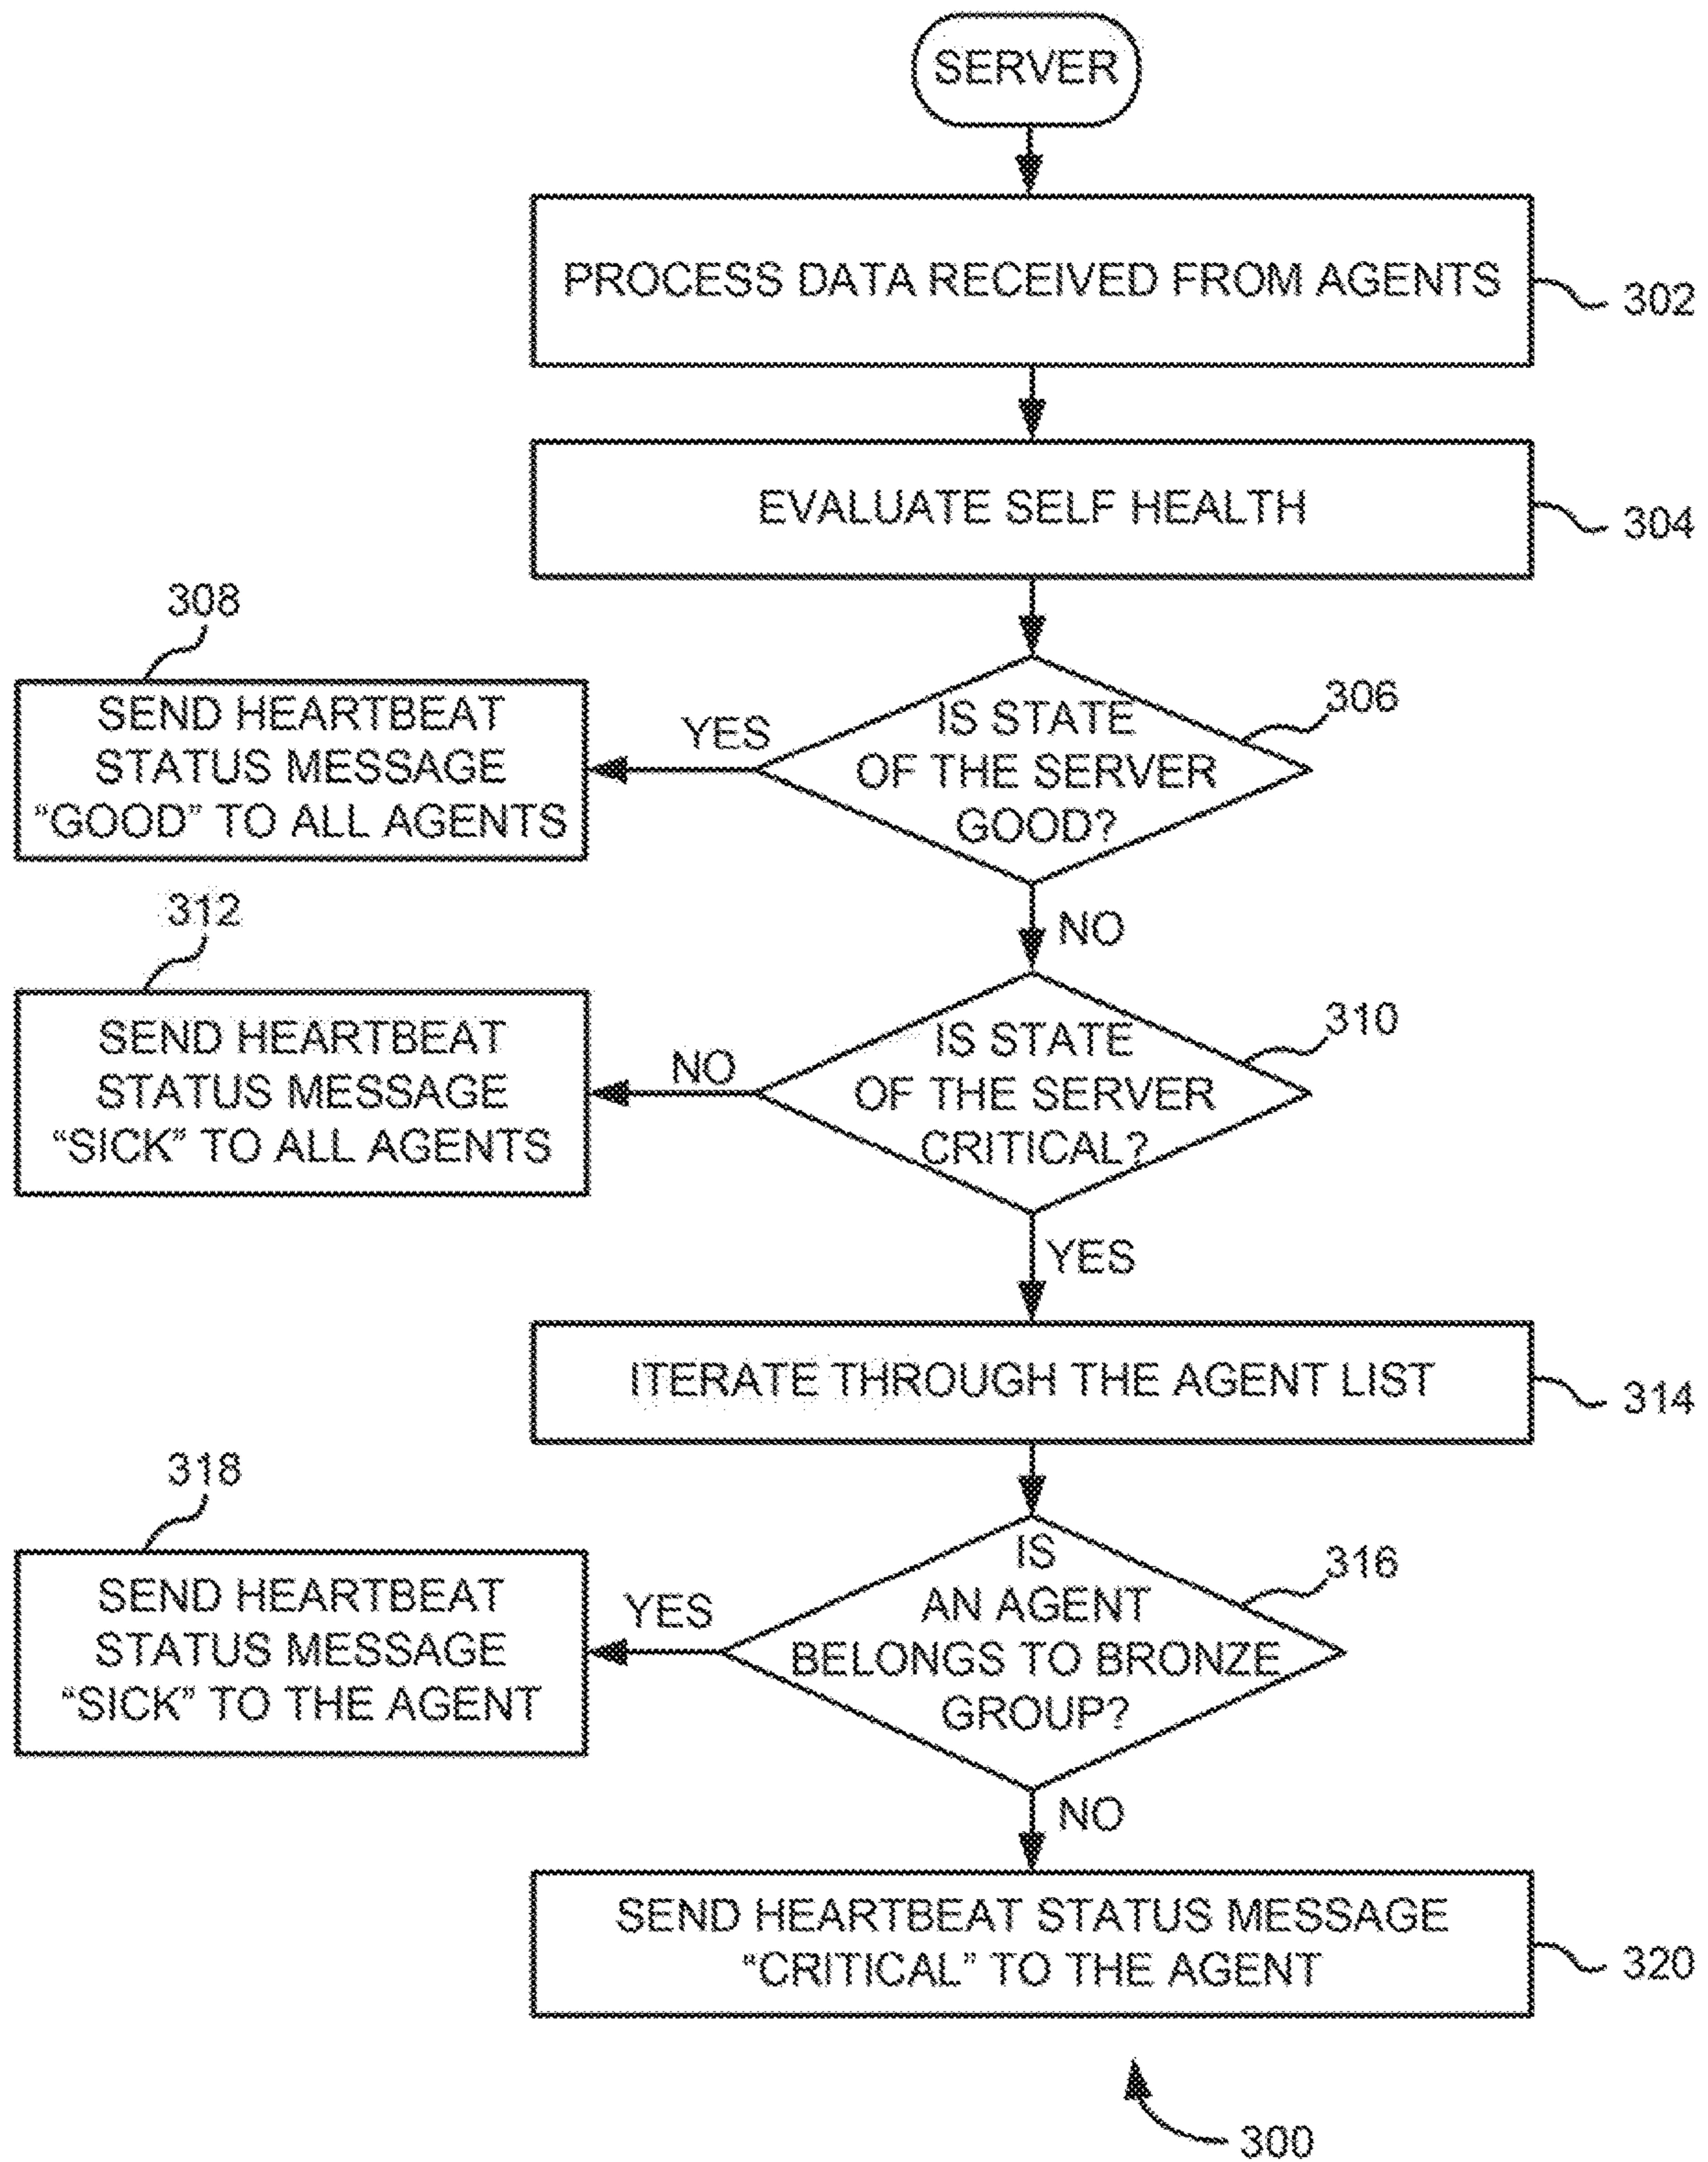 SERVER
PROCESS DATA RECEIVED FROM AGENTS
302
EVALUATE SELF HEALTH
304
308
SEND HEARTBEAT
STATUS MESSAGE
“GOOD” TO ALL AGENTS
YES
IS STATE
OF THE SERVER
GOOD?
306
NO
312
SEND HEARTBEAT
STATUS MESSAGE
“SICK” TO ALL AGENTS
NO
IS STATE
OF THE SERVER
CRITICAL?
310
YES
ITERATE THROUGH THE AGENT LIST
314
318
SEND HEARTBEAT
STATUS MESSAGE
“SICK” TO THE AGENT
YES
IS
AN AGENT
BELONGS TO BRONZE
GROUP?
316
NO
SEND HEARTBEAT STATUS MESSAGE
“CRITICAL” TO THE AGENT
320
300